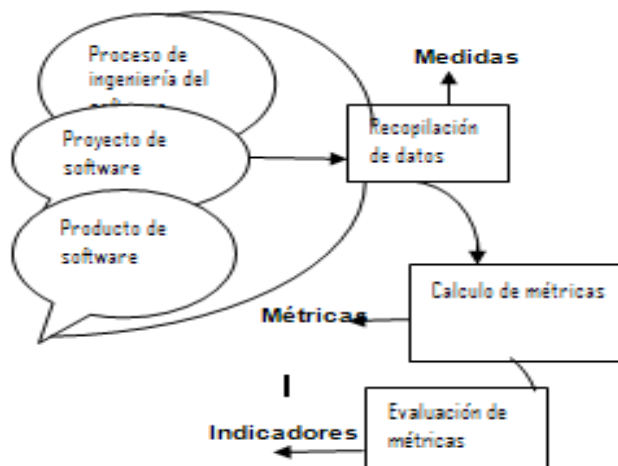 Proceso de
ingeniería del
Medidas
Proyecto de
software
Recopilación
de datos
Producto de
software
Calculo de métricas
Métricas
I
Evaluación de
métricas
Indicadores